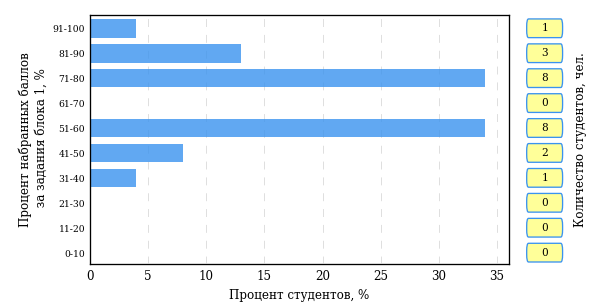 Процент набранных баллов
за задания блока 1, %
91-100 1
81-90 3
71-80 8
61-70 0
51-60 8
41-50 2
31-40 1
21-30 0
11-20 0
0-10 0
0 5 10 15 20 25 30 35
Процент студентов, %
Количество студентов, чел.